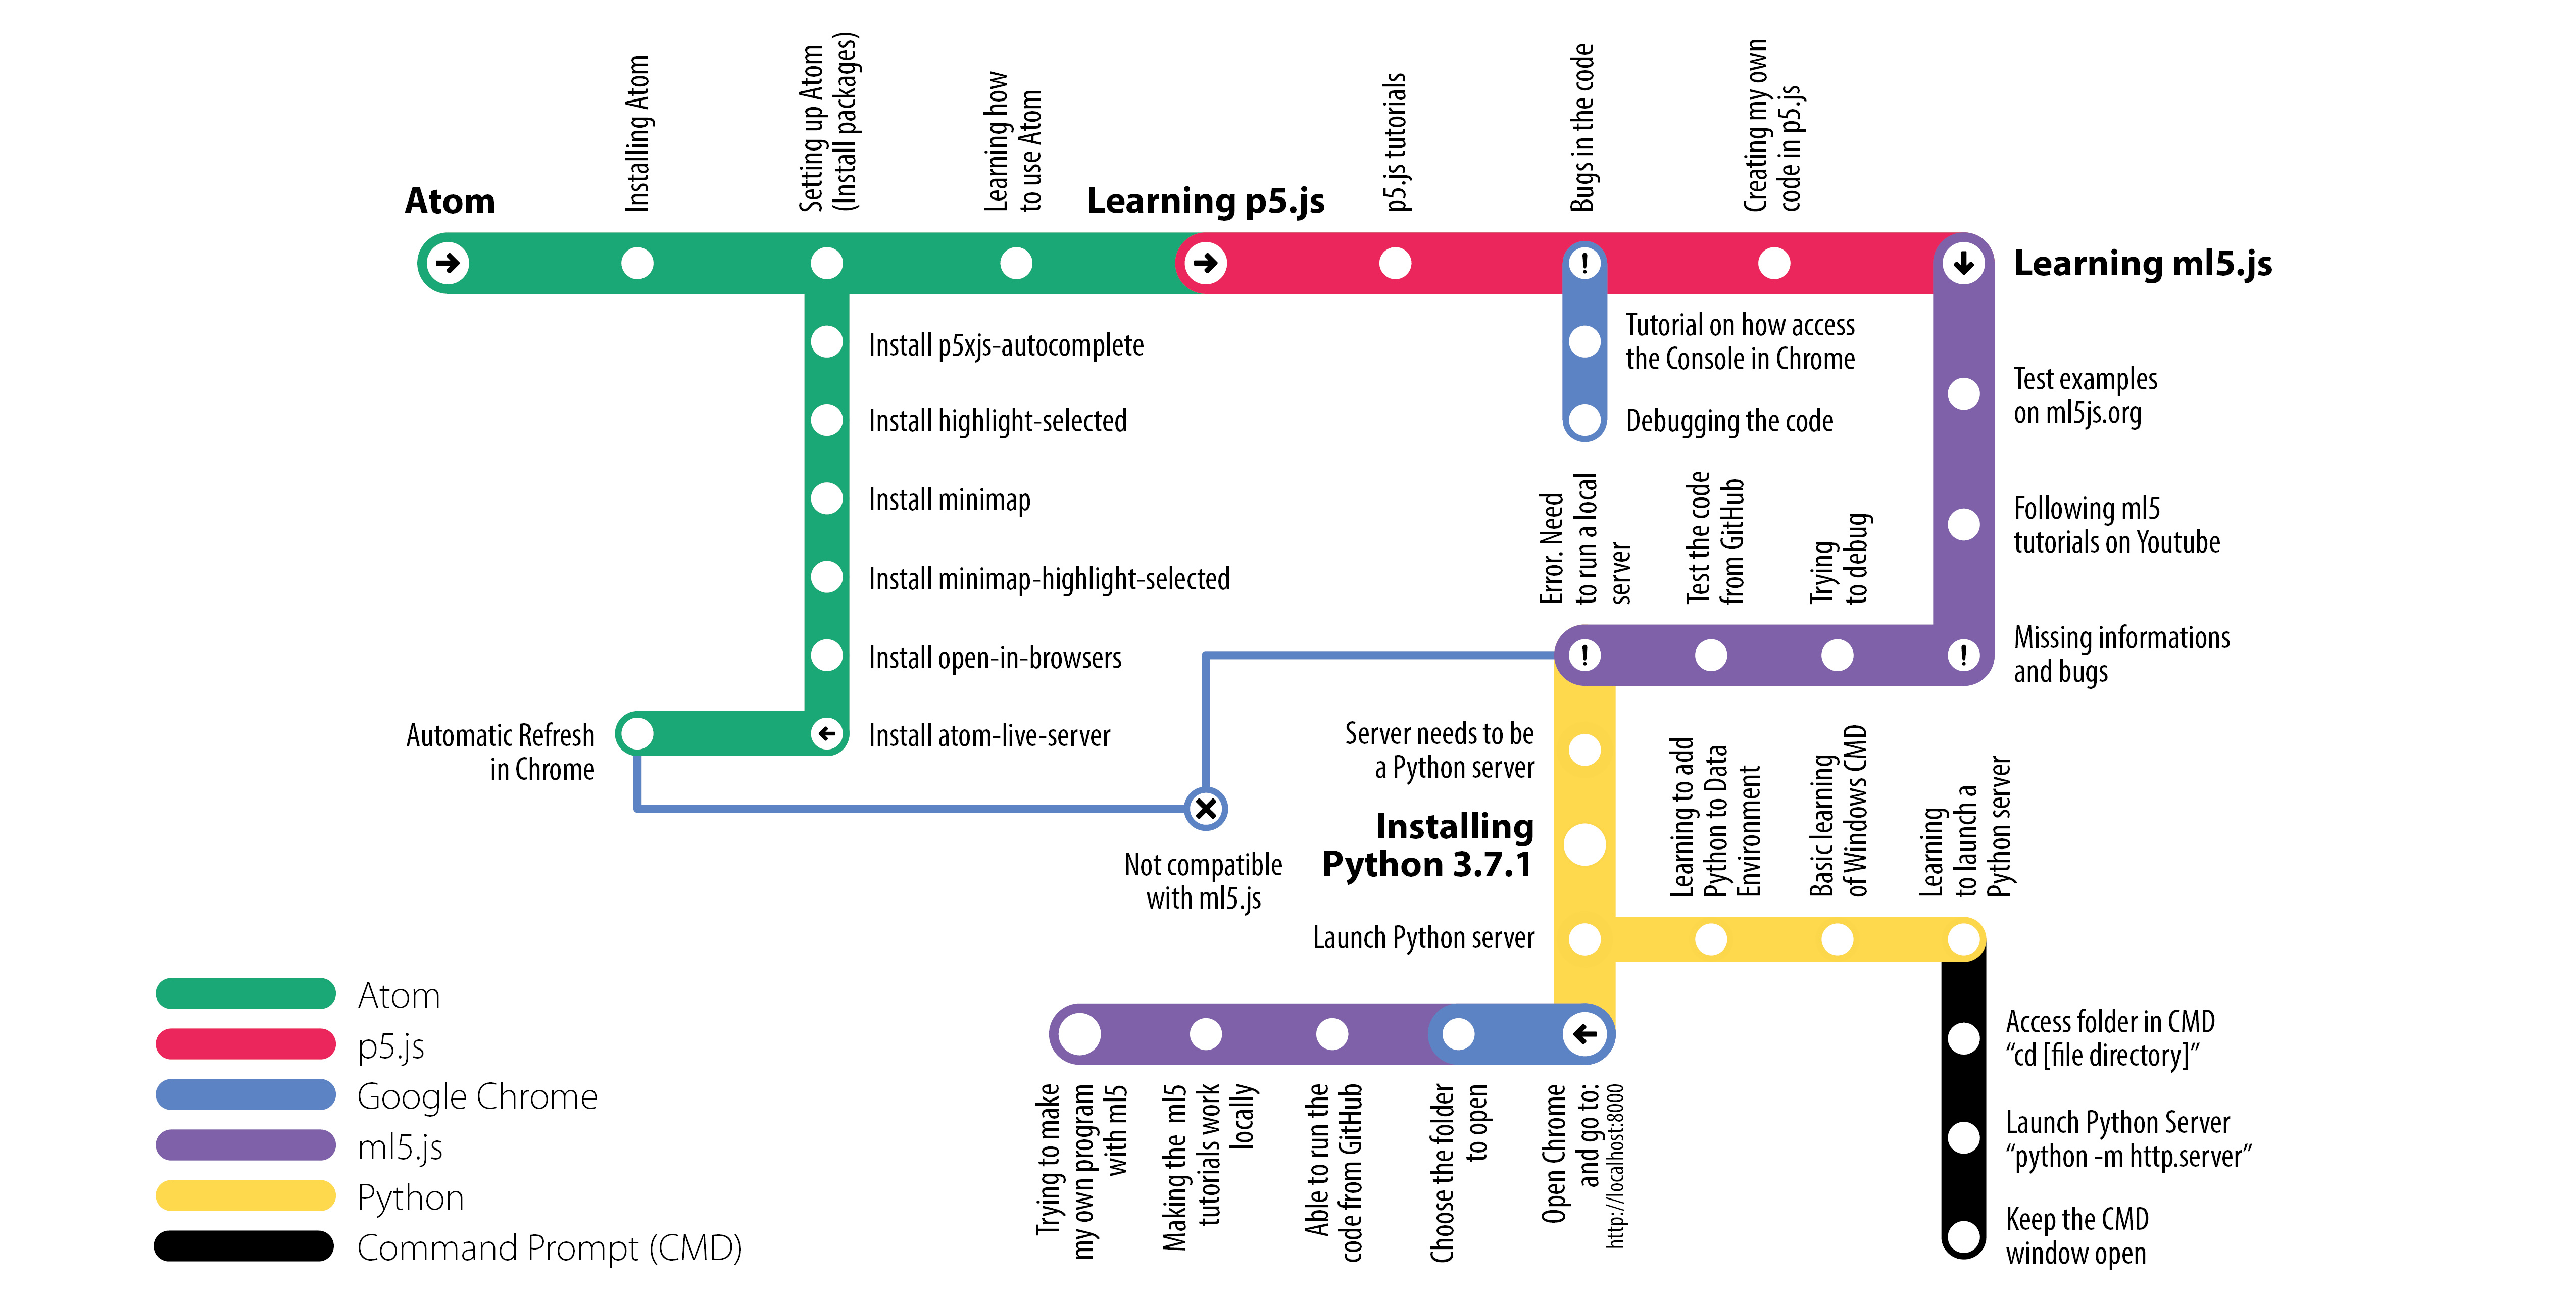 Atom
Installing Atom
Setting up Atom
(Install packages)
Learning how
to use Atom
Learning p5.js
p5.js tutorials
Bugs in the code
Creating my own
code in p5.js
!
Learning ml5.js
Install p5xjs-autocomplete
Install highlight-selected
Install minimap
Install minimap-highlight-selected
Install open-in-browsers
Install atom-live-server
Automatic Refresh
in Chrome
Tutorial on how access
the Console in Chrome
Debugging the code
Test examples
on ml5js.org
Following ml5
tutorials on Youtube
Missing informations
and bugs
!
Trying
to debug
Test the code
from GitHub
Error. Need
to run a local
server
!
Not compatible
with ml5.js
Server needs to be
a Python server
Installing
Python 3.7.1
Launch Python server
Learning to add
Python to Data
Environment
Basic learning
of Windows CMD
Learning
to launch a
Python server
Access folder in CMD
“cd [file directory]”
Launch Python Server
“python -m http.server”
Keep the CMD
window open
Open Chrome
and go to:
http://localhost:8000
Choose the folder
to open
Able to run the
code from GitHub
Making the ml5
tutorials work
locally
Trying to make
my own program
with ml5
Atom
p5.js
Google Chrome
ml5.js
Python
Command Prompt (CMD)